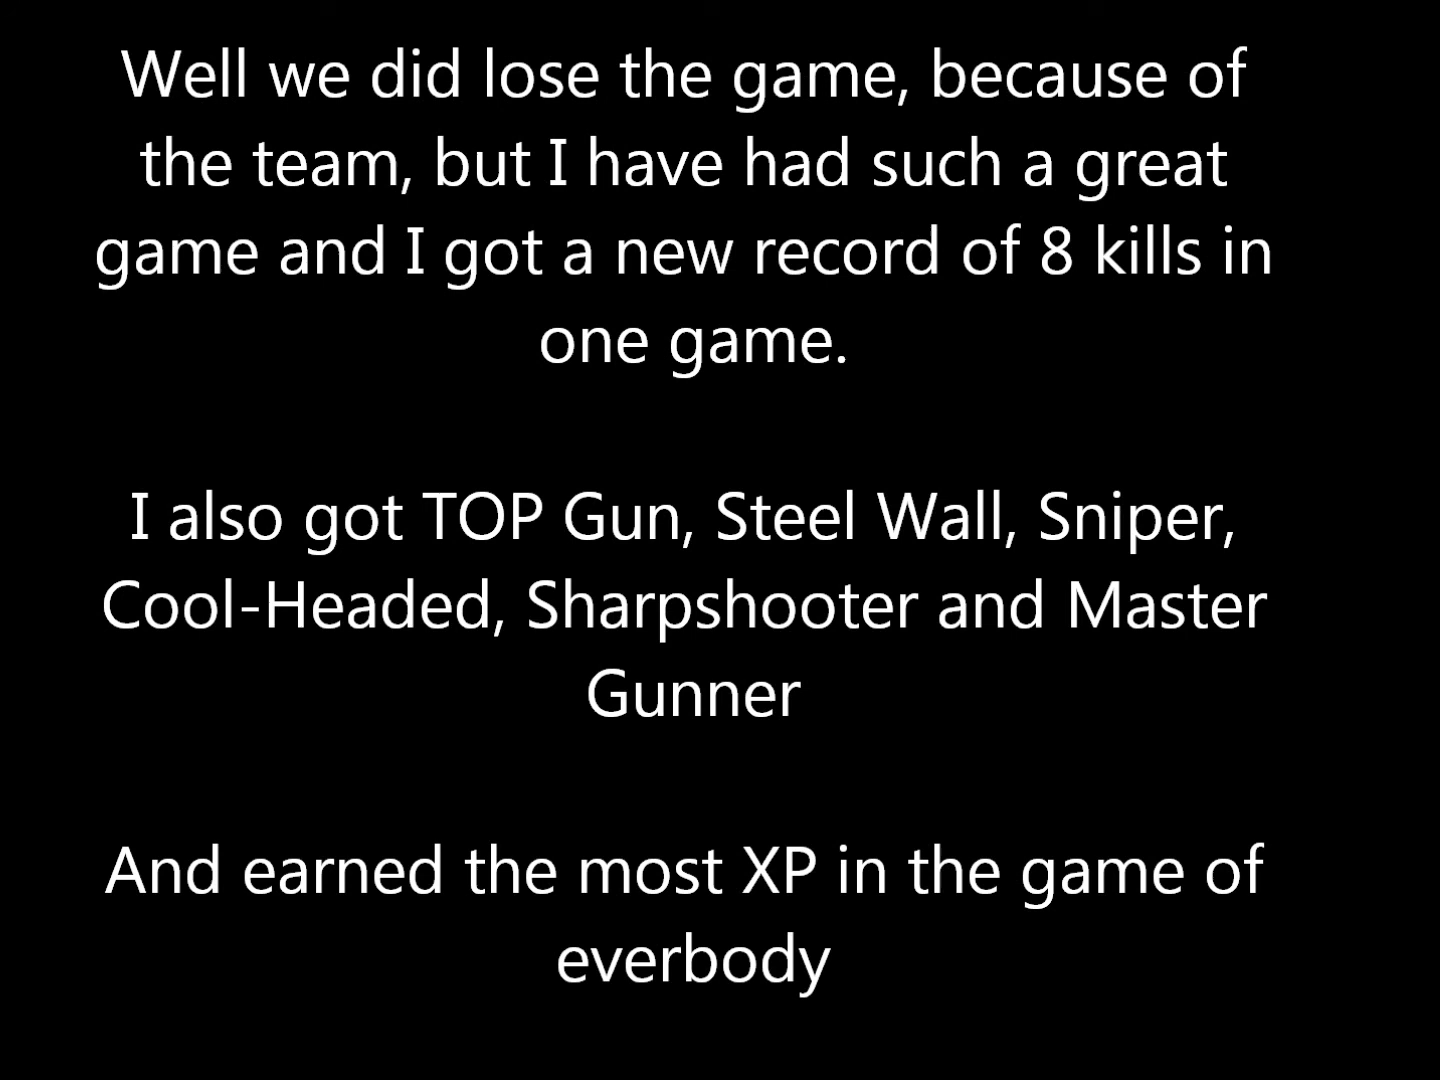 Well we did lose the game, because of
the team, but I have had such a great
game and I got a new record of 8 kills in
one game.
I also got TOP Gun, Steel Wall, Sniper,
Cool-Headed, Sharpshooter and Master
Gunner
And earned the most XP in the game of
everbody